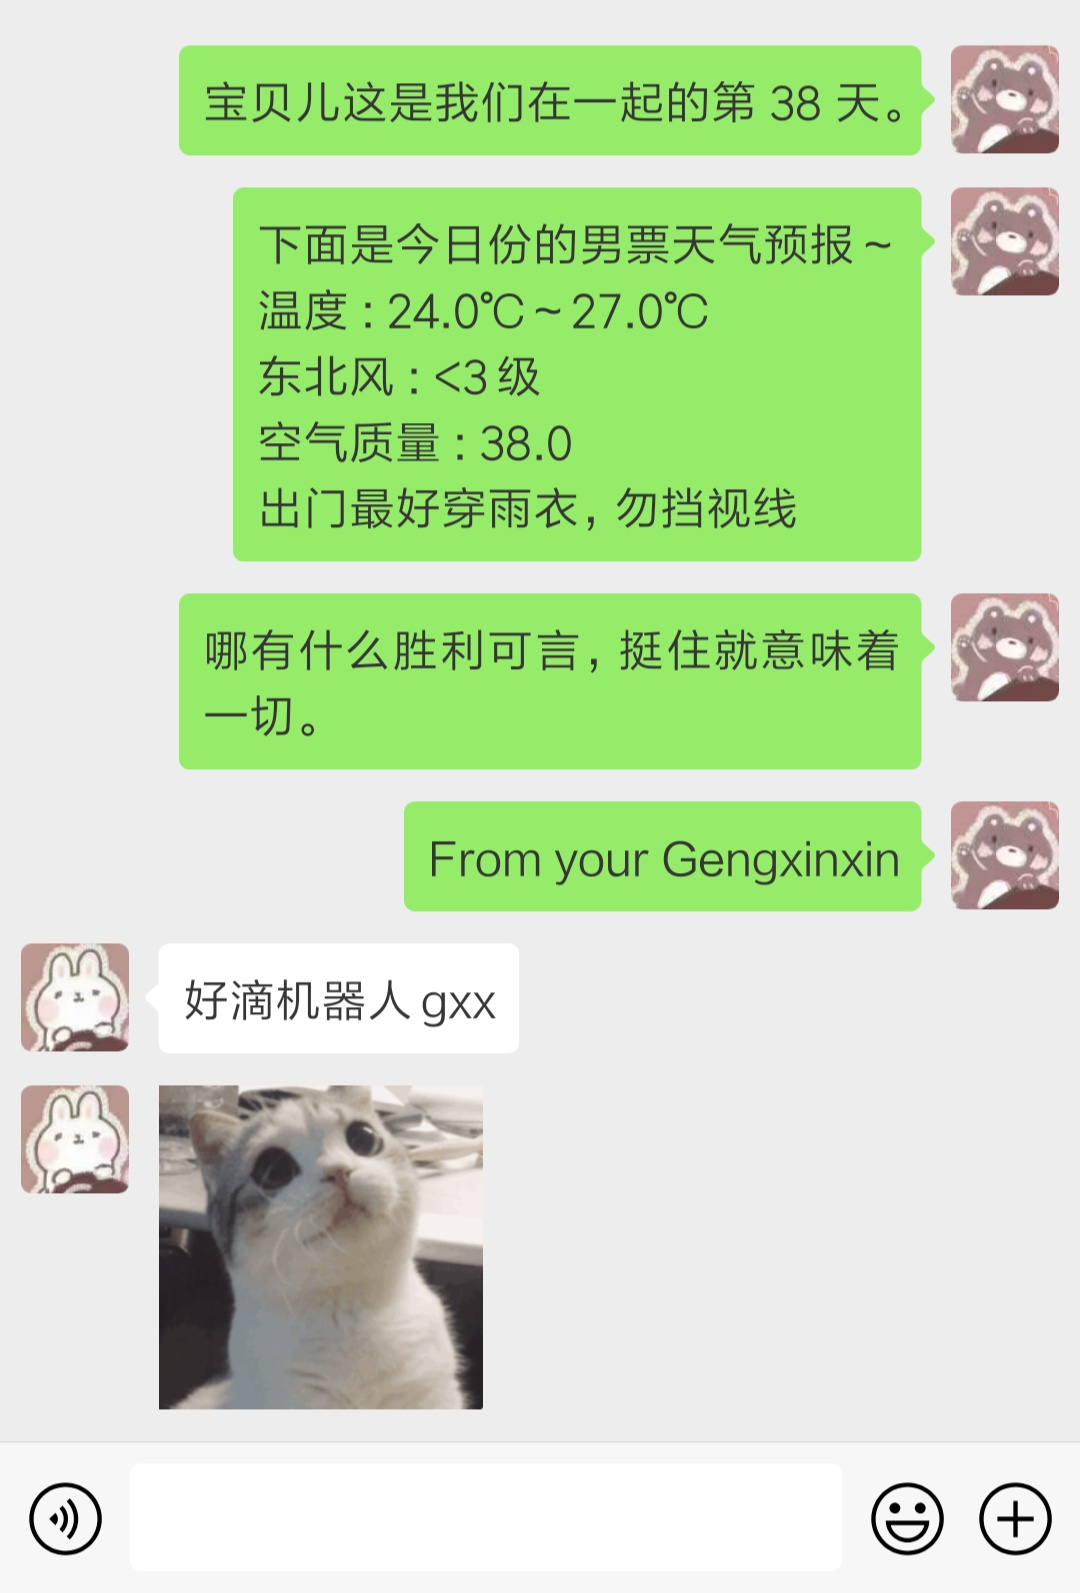 宝贝儿这是我们在一起的第 38 天。
下面是今日份的男票天气预报～
温度：24.0℃～27.0℃
东北风：<3级
空气质量：38.0
出门最好穿雨衣，勿挡视线
哪有什么胜利可言，挺住就意味着
一切。
From your Gengxinxin
好滴机器人gxx